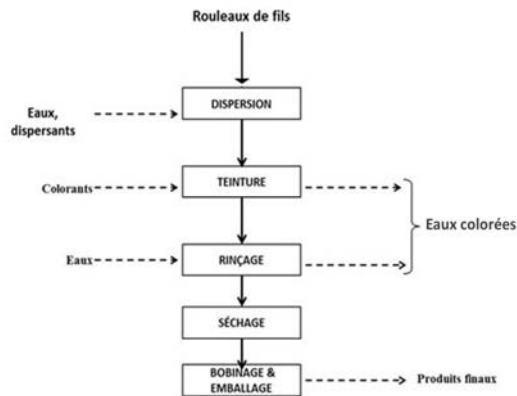 Rouleaux de fils
DISPERSION
Eaux,
dispersants
TEINTURE
Colorants
Eaux colorées
RINÇAGE
Eaux
SÉCHAGE
BOBINAGE &
EMBALLAGE
Produits finaux